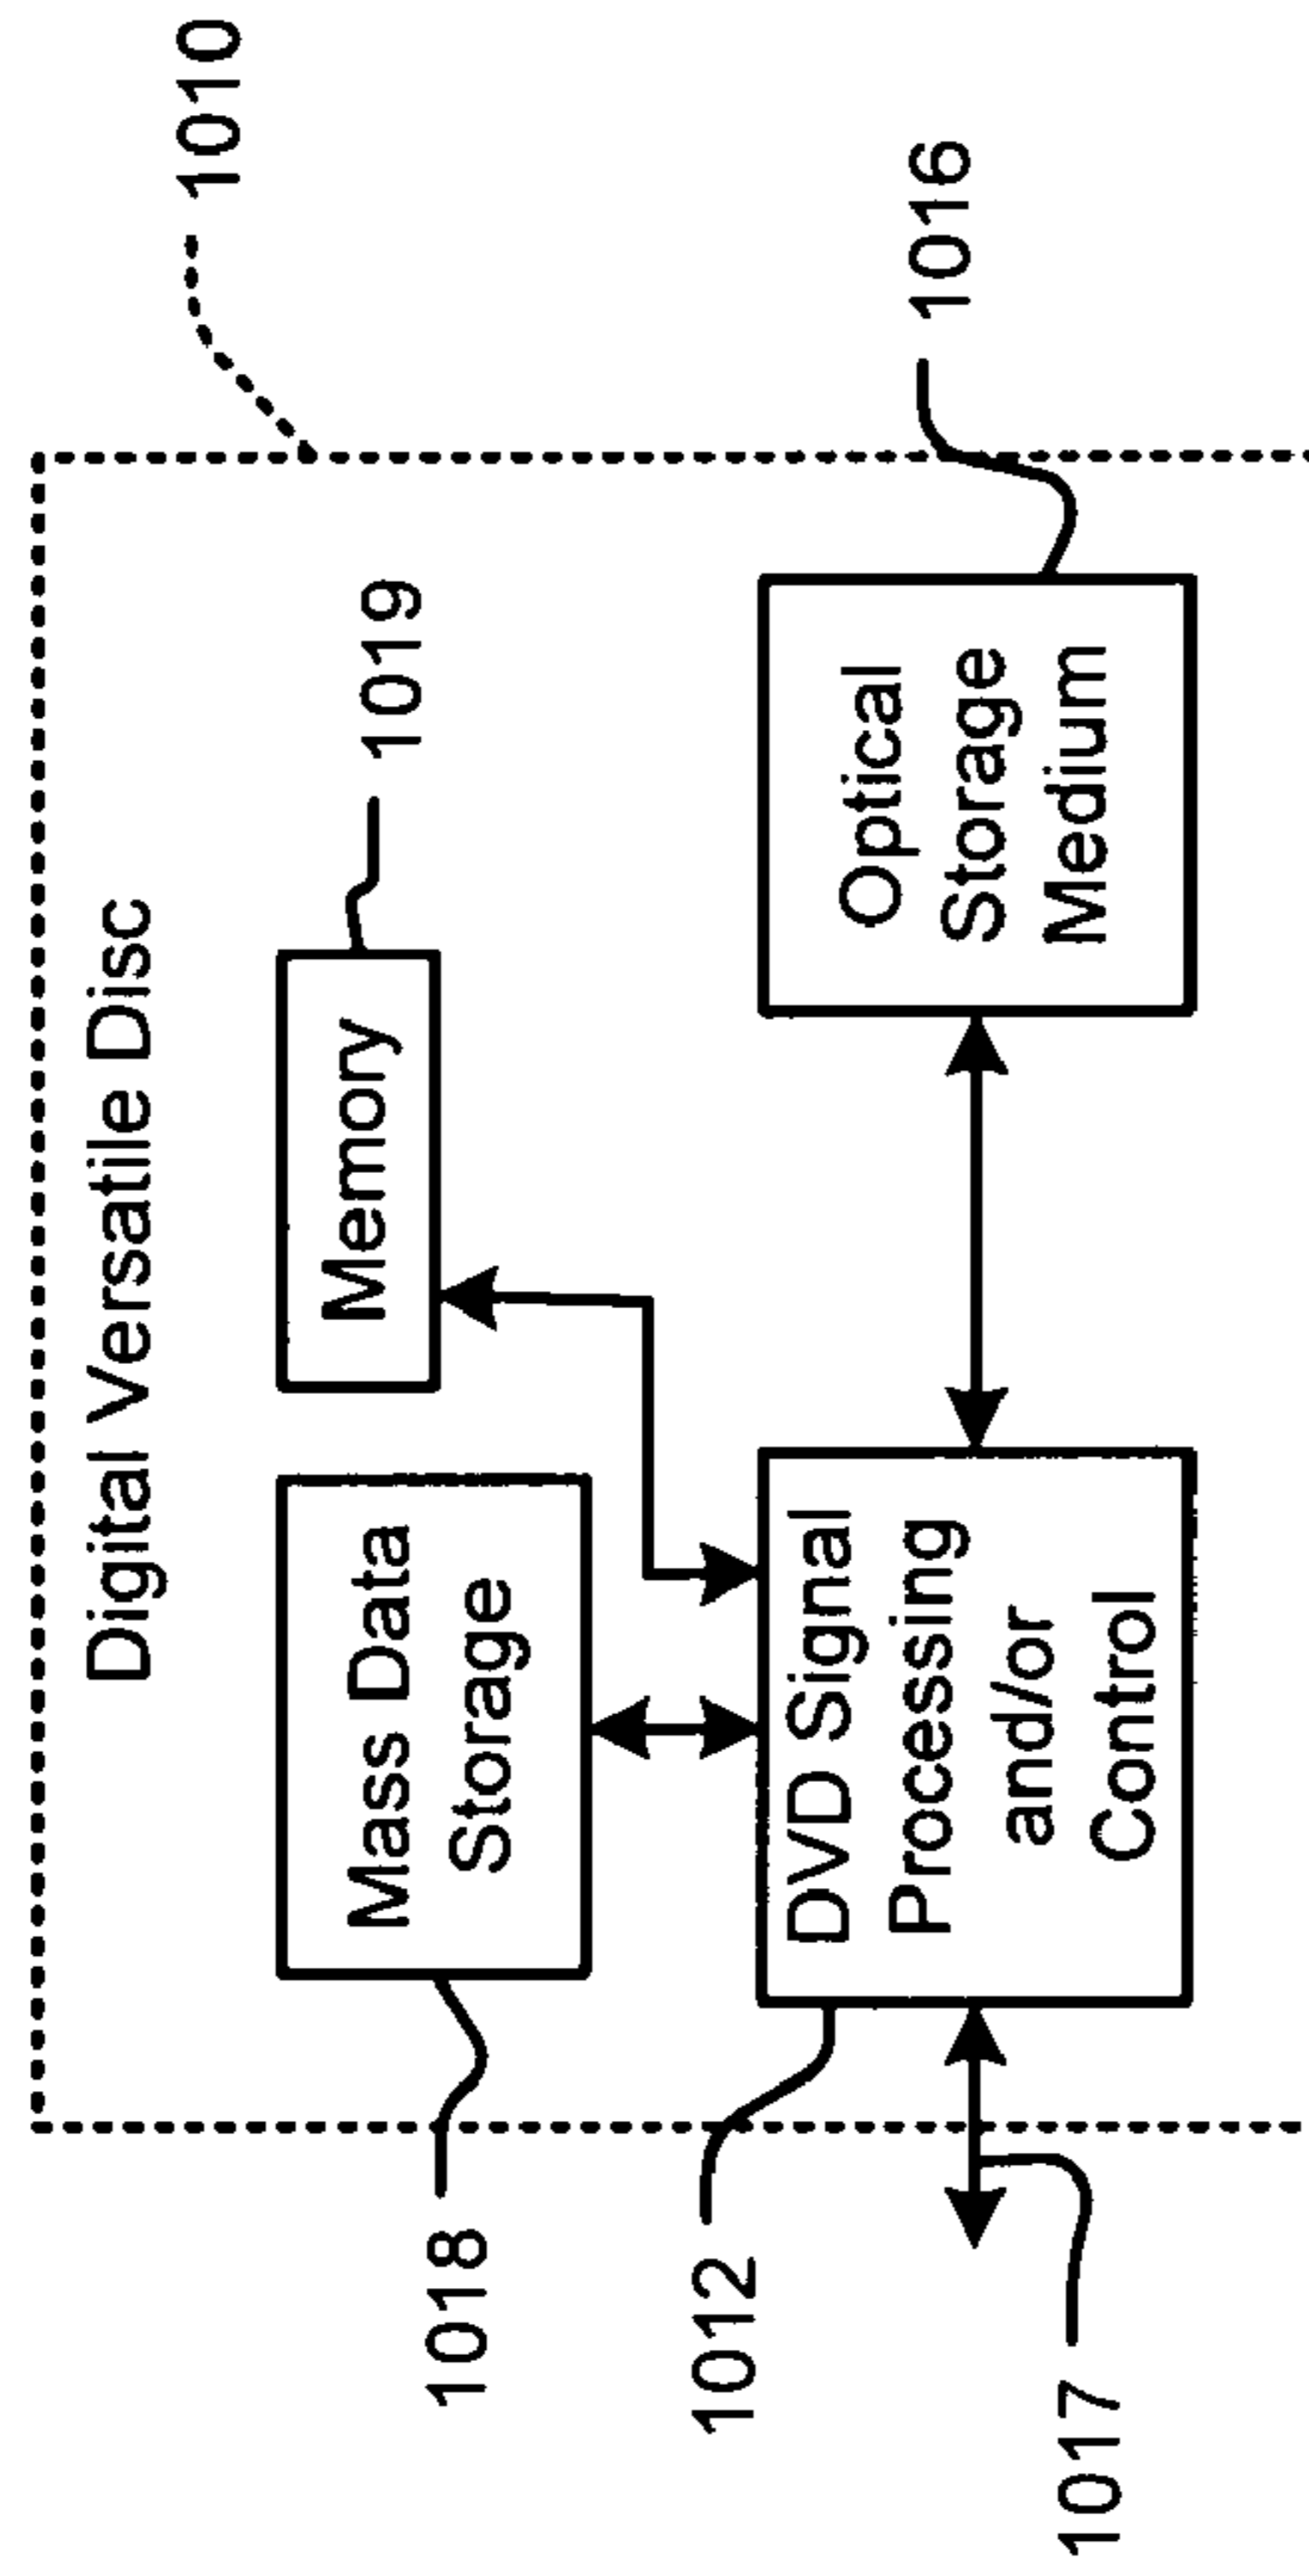 1010
Digital Versatile Disc
1018
Mass Data
Storage
Memory
1019
1012
DVD Signal
Processing
and/or
Control
Optical
Storage
Medium
1016
1017